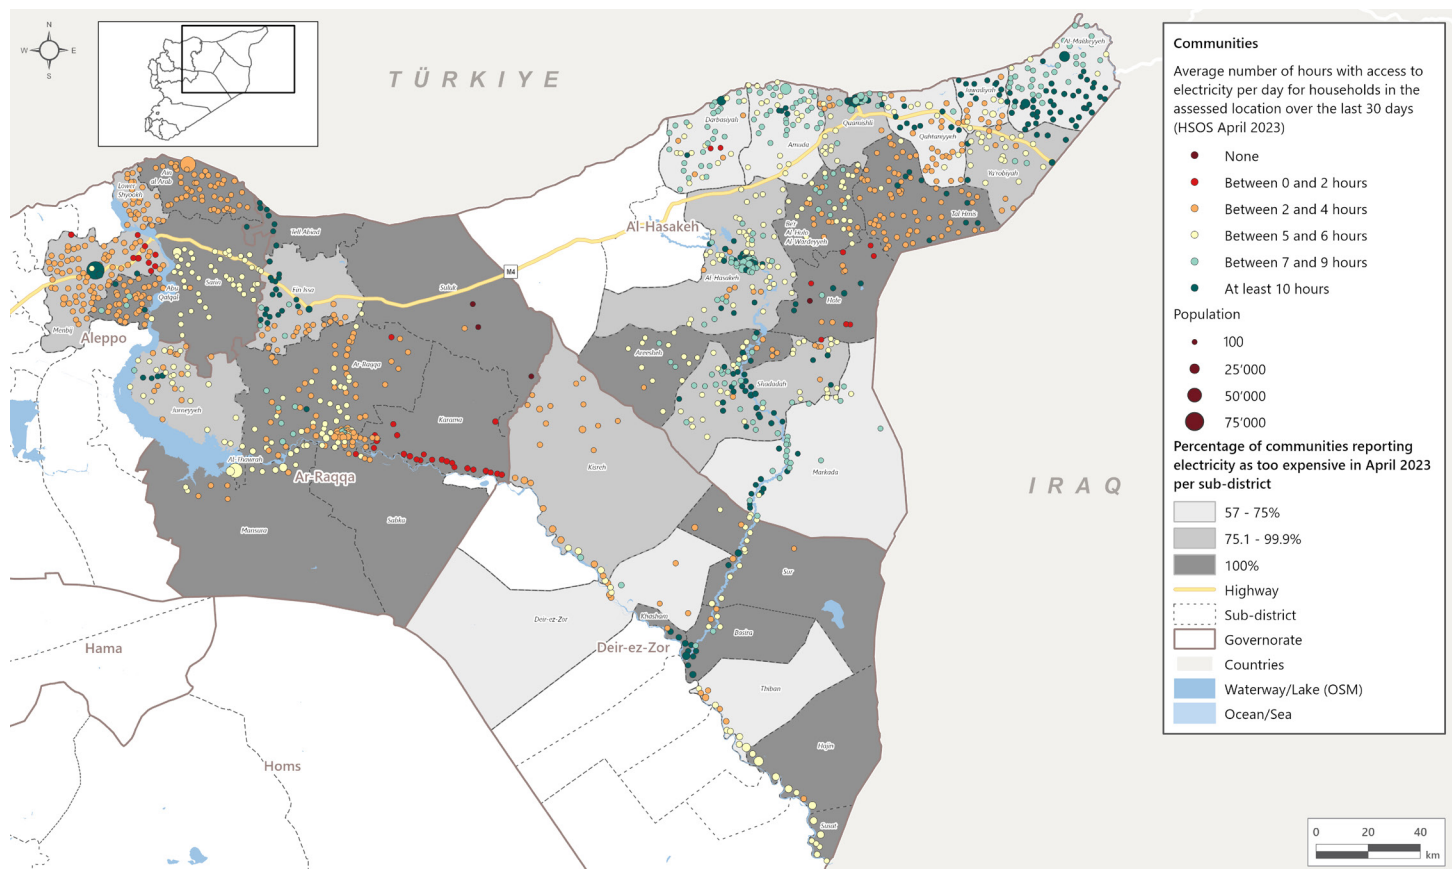 N
W
E
S
TÜRKIYE
IRAQ
Al-Malikeyyeh
Jawadiyeh
Quamishli
Qahtaniyyeh
Darbasiyah
Amuda
Ya'robiyah
Tal Hmis
Be'r
Al-Hulo
Al-Wardeyyeh
Al-Hasakeh
Al-Hasakeh
Hole
Areesheh
Shadadah
Markada
Ain
al Arab
Lower
Shyookh
Tell Abiad
Suluk
M4
Ein Issa
Sarin
Abu
Qalqal
Menbij
Aleppo
Jurneyyeh
Ar-Raqqa
Karama
Al-Thawrah
Ar-Raqqa
Mansura
Sabka
Kisreh
Sur
Deir-ez-Zor
Khasham
Basira
Deir-ez-Zor
Thiban
Hajin
Susat
Hama
Homs
Communities
Average number of hours with access to
electricity per day for households in the
assessed location over the last 30 days
(HSOS April 2023)
None
Between 0 and 2 hours
Between 2 and 4 hours
Between 5 and 6 hours
Between 7 and 9 hours
At least 10 hours
Population
100
25'000
50'000
75'000
Percentage of communities reporting
electricity as too expensive in April 2023
per sub-district
57 - 75%
75.1 - 99.9%
100%
Highway
Sub-district
Governorate
Countries
Waterway/Lake (OSM)
Ocean/Sea
0 20 40
km